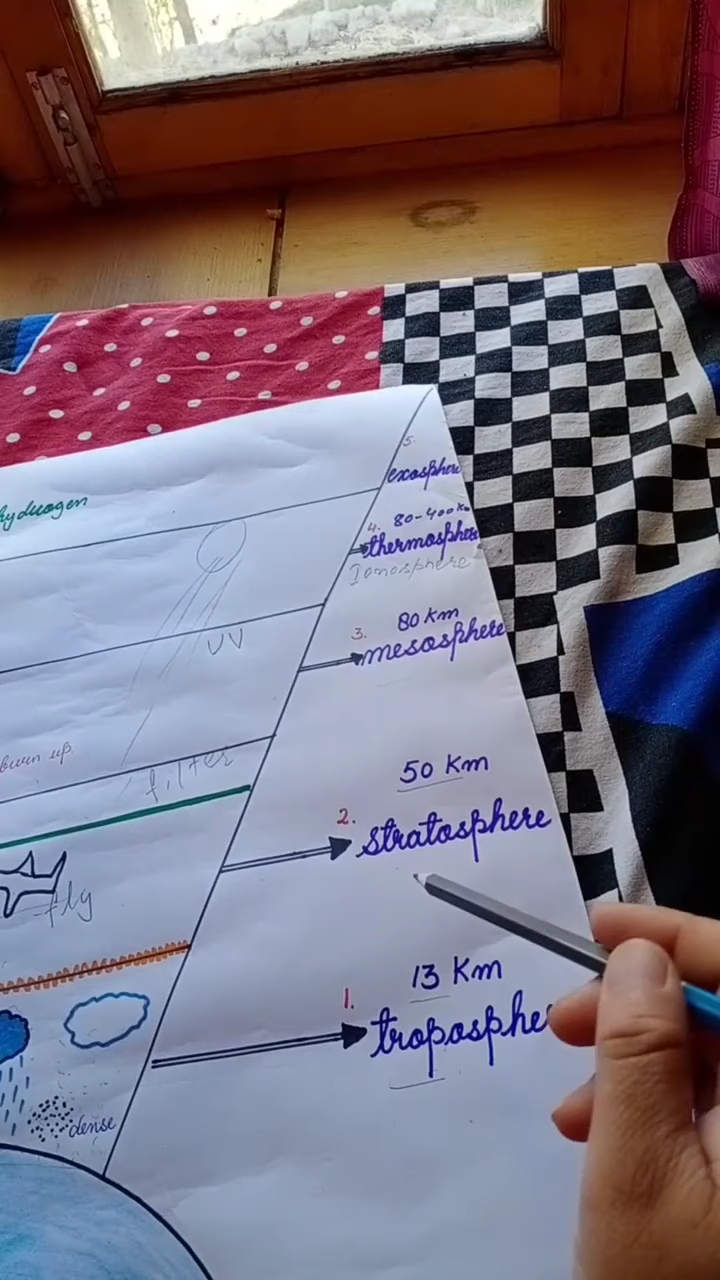 5.
exosphere
hydrogen
80-400 Km
4. thermosphere
Ionosphere
80 Km
UV
3. mesosphere
burn up
filter
50 Km
2. stratosphere
fly
13 Km
1. troposphe
dense